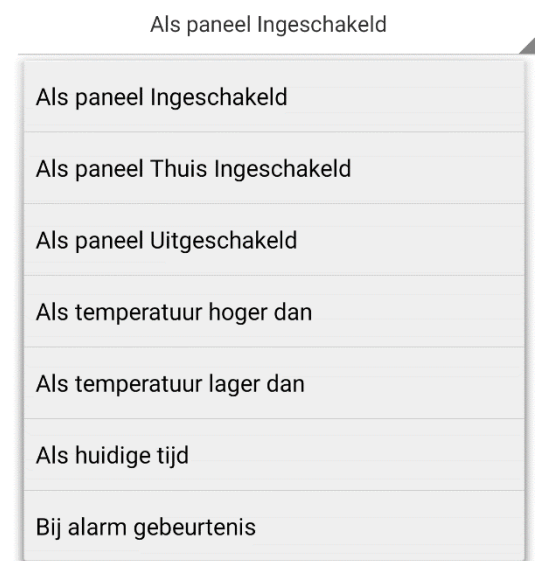 Als paneel Ingeschakeld
Als paneel Ingeschakeld
Als paneel Thuis Ingeschakeld
Als paneel Uitgeschakeld
Als temperatuur hoger dan
Als temperatuur lager dan
Als huidige tijd
Bij alarm gebeurtenis